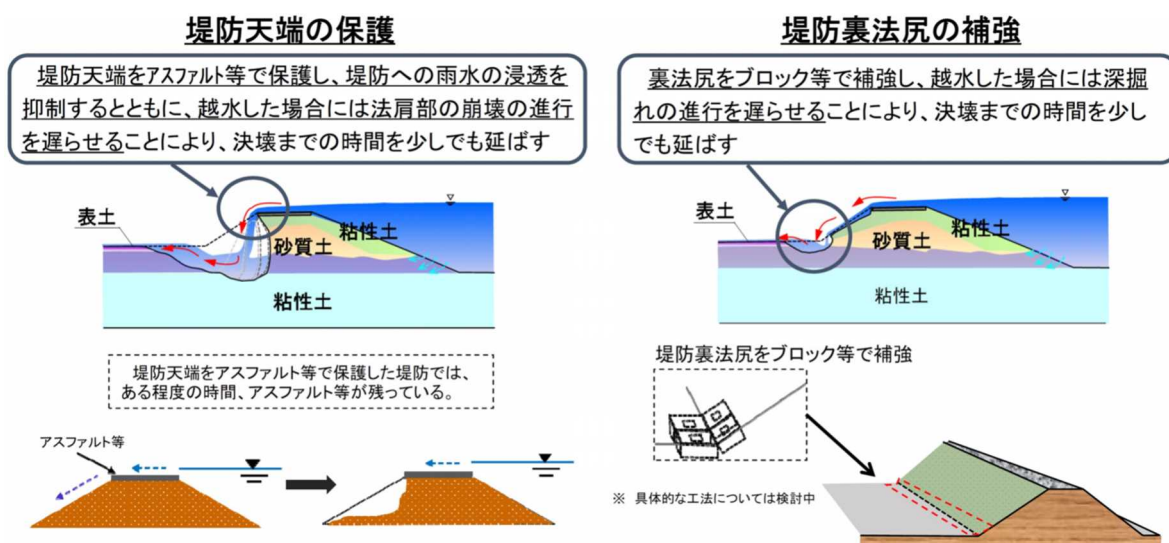 堤防天端の保護
堤防天端をアスファルト等で保護し、堤防への雨水の浸透を
抑制するとともに、越水した場合には法肩部の崩壊の進行
を遅らせることにより、決壊までの時間を少しでも延ばす
表土
砂質土
粘性土
粘性土
堤防天端をアスファルト等で保護した堤防では、
ある程度の時間、アスファルト等が残っている。
アスファルト等
堤防裏法尻の補強
裏法尻をブロック等で補強し、越水した場合には深掘
れの進行を遅らせることにより、決壊までの時間を少し
でも延ばす
表土
砂質土
粘性土
粘性土
堤防裏法尻をブロック等で補強
※ 具体的な工法については検討中